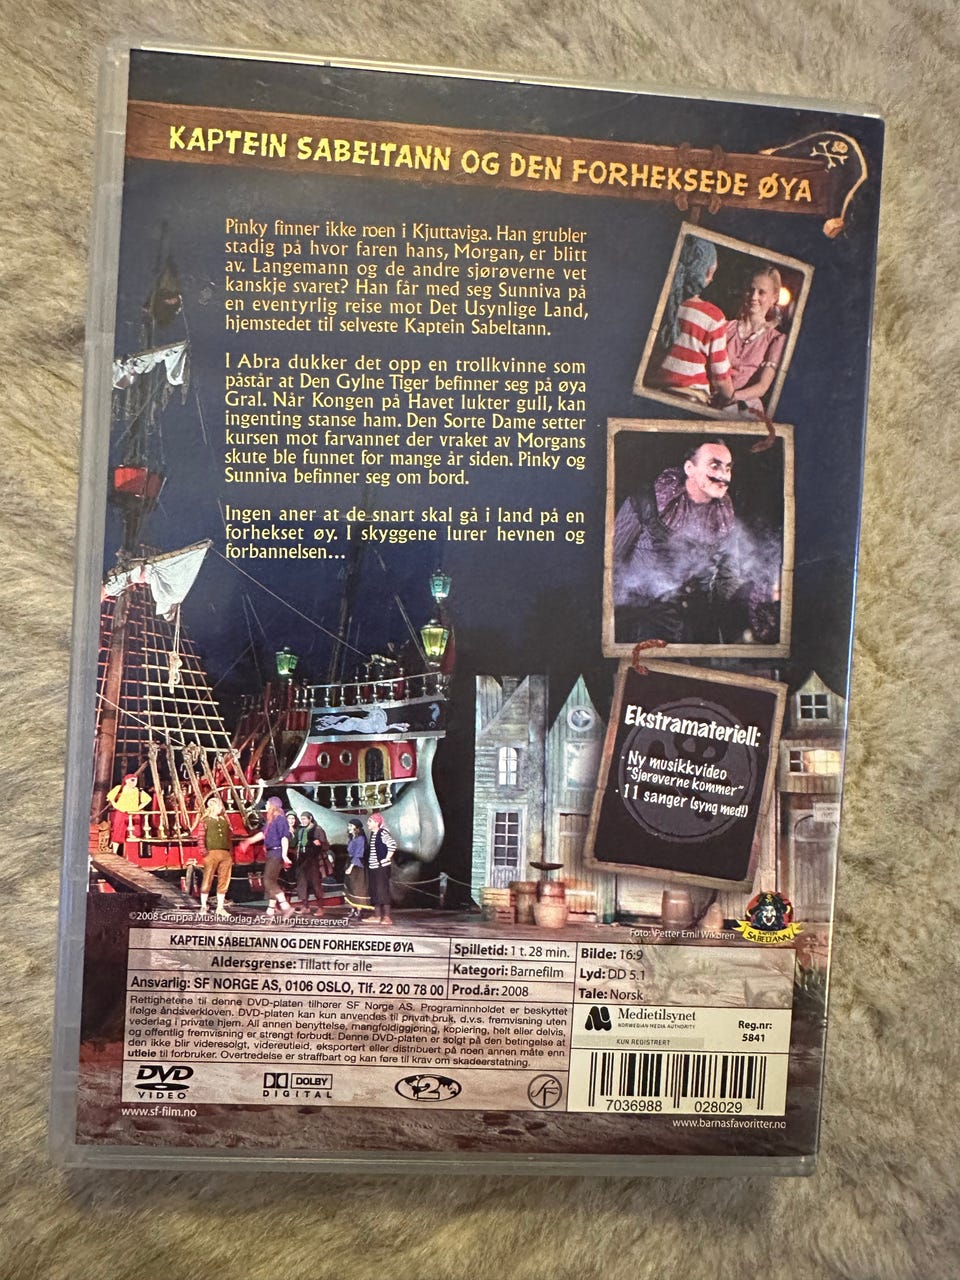 KAPTEIN SABELTANN OG DEN FORHEKSEDE ØYA
Pinky finner ikke roen i Kjuttaviga. Han grubler
stadig på hvor faren hans, Morgan, er blitt
av. Langemann og de andre sjørøverne vet
kanskje svaret? Han får med seg Sunniva på
en eventyrlig reise mot Det Usynlige Land,
hjemstedet til selveste Kaptein Sabeltann.
I Abra dukker det opp en trollkvinne som
påstår at Den Gylne Tiger befinner seg på øya
Gral. Når Kongen på Havet lukter gull, kan
ingenting stanse ham. Den Sorte Dame setter
kursen mot farvannet der vraket av Morgans
skute ble funnet for mange år siden. Pinky og
Sunniva befinner seg om bord.
Ingen aner at de snart skal gå i land på en
forhekset øy. I skyggene lurer hevnen og
forbannelsen...
Ekstramateriell:
- Ny musikkvideo
"Sjørøverne kommer"
- 11 sanger (syng med!)
©2008 Grappa Musikkforlag AS. All rights reserved.
Foto: Petter Emil Wikøren
KAPTEIN SABELTANN
KAPTEIN SABELTANN OG DEN FORHEKSEDE ØYA
Aldersgrense: Tillatt for alle
Ansvarlig: SF NORGE AS, 0106 OSLO, Tlf. 22 00 78 00
Spilletid: 1 t. 28 min.
Kategori: Barnefilm
Prod.år: 2008
Bilde: 16:9
Lyd: DD 5.1
Tale: Norsk
Rettighetene til denne DVD-platen tilhører SF Norge AS. Programinnholdet er beskyttet
ifølge åndsverkloven. DVD-platen kan kun anvendes til privat bruk, d.v.s. fremvisning uten
vederlag i private hjem. All annen benyttelse, mangfoldiggjøring, kopiering, helt eller delvis,
og offentlig fremvisning er strengt forbudt. Denne DVD-platen er solgt på den betingelse at
den ikke blir videresolgt, videreutleid, eksportert eller distribuert på noen annen måte enn
utleie til forbruker. Overtredelse er straffbart og kan føre til krav om skadeerstatning.
Medietilsynet
NORWEGIAN MEDIA AUTHORITY
KUN REGISTRERT
Reg.nr:
5841
DVD
VIDEO
DOLBY
DIGITAL
2
SF
7036988 028029
www.sf-film.no
www.barnasfavoritter.no